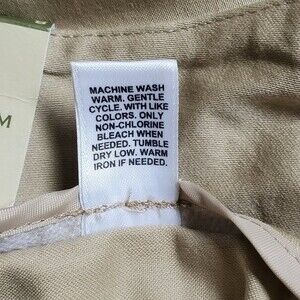 MACHINE WASH
WARM. GENTLE
CYCLE. WITH LIKE
COLORS. ONLY
NON-CHLORINE
BLEACH WHEN
NEEDED. TUMBLE
DRY LOW. WARM
IRON IF NEEDED.
M